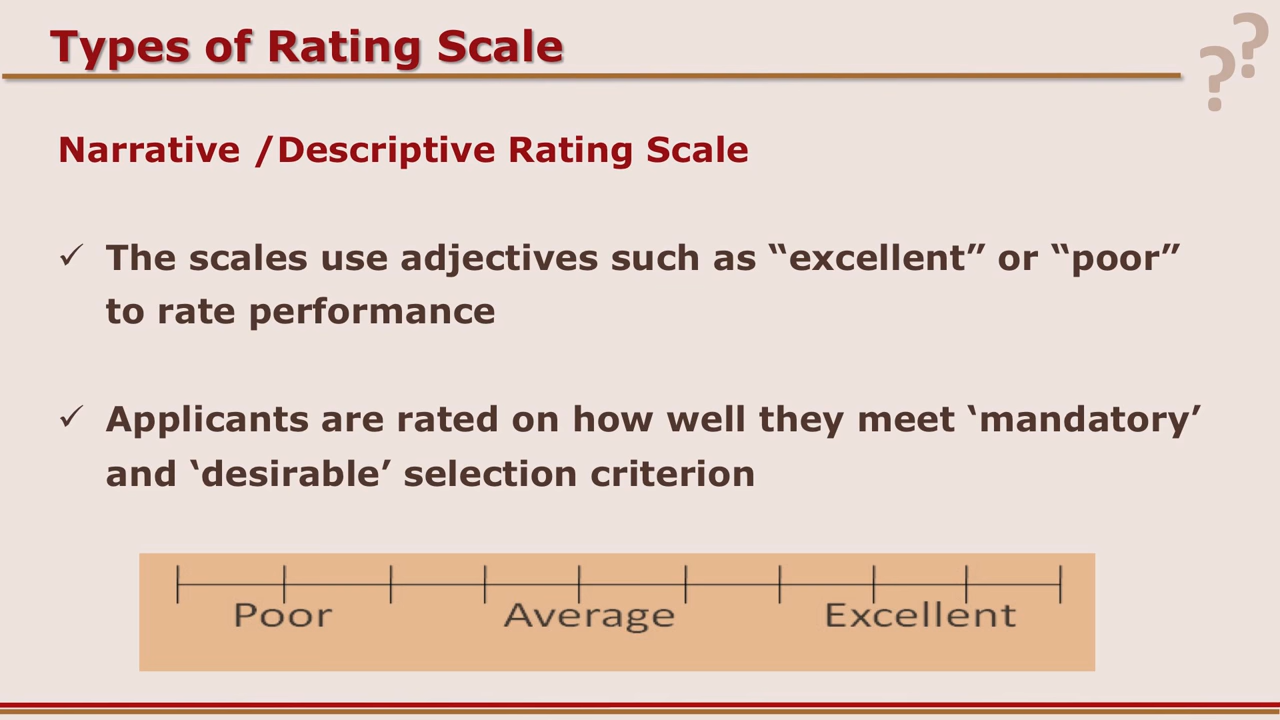 Types of Rating Scale
??
Narrative /Descriptive Rating Scale
✓ The scales use adjectives such as “excellent” or “poor”
to rate performance
✓ Applicants are rated on how well they meet ‘mandatory’
and ‘desirable’ selection criterion
Poor Average Excellent